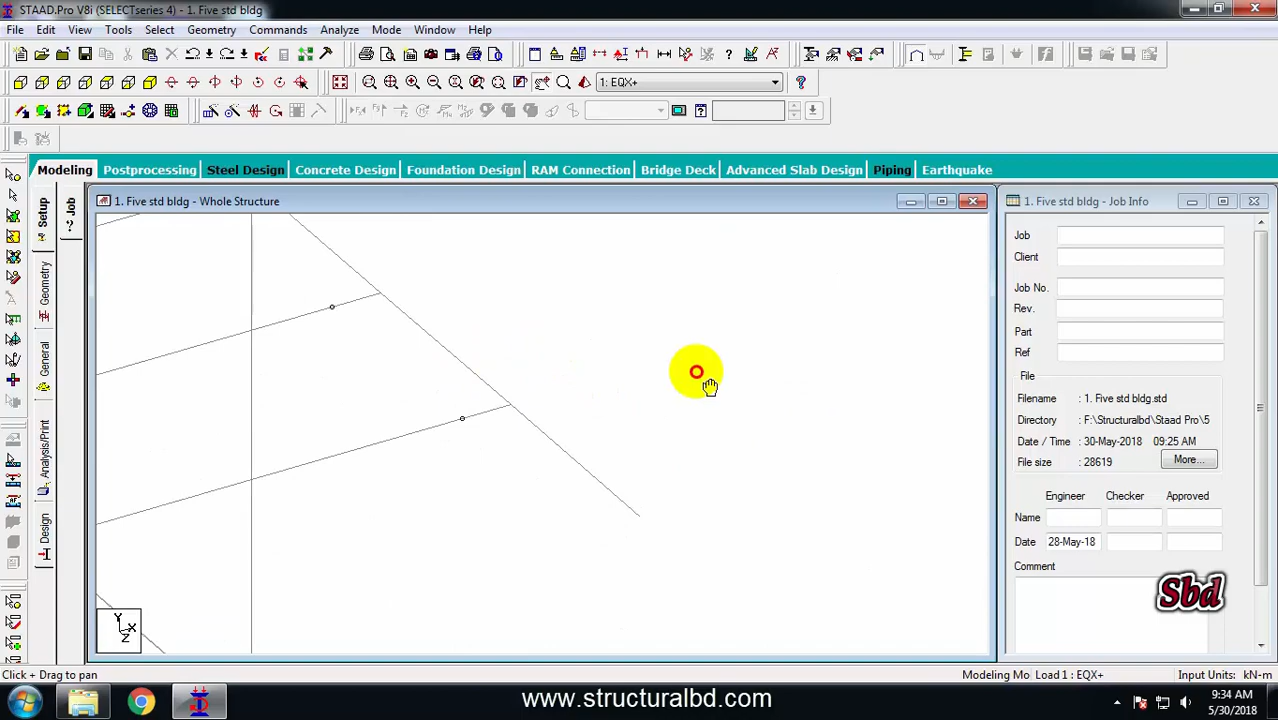 STAAD.Pro V8i (SELECTseries 4) - 1. Five std bldg
File Edit View Tools Select Geometry Commands Analyze Mode Window Help
1: EQX+
Modeling Postprocessing Steel Design Concrete Design Foundation Design RAM Connection Bridge Deck Advanced Slab Design Piping Earthquake
Setup
Job
Geometry
General
Analysis/Print
Design
1. Five std bldg - Whole Structure
Y
X
Z
1. Five std bldg - Job Info
Job
Client
Job No.
Rev.
Part
Ref
File
Filename : 1. Five std bldg.std
Directory : F:\Structuralbd\Staad Pro\5
Date / Time : 30-May-2018 09:25 AM
File size : 28619 More...
Engineer Checker Approved
Name
Date 28-May-18
Comment
Sbd
Click + Drag to pan Modeling Mo Load 1 : EQX+ Input Units: kN-m
www.structuralbd.com
9:34 AM
5/30/2018